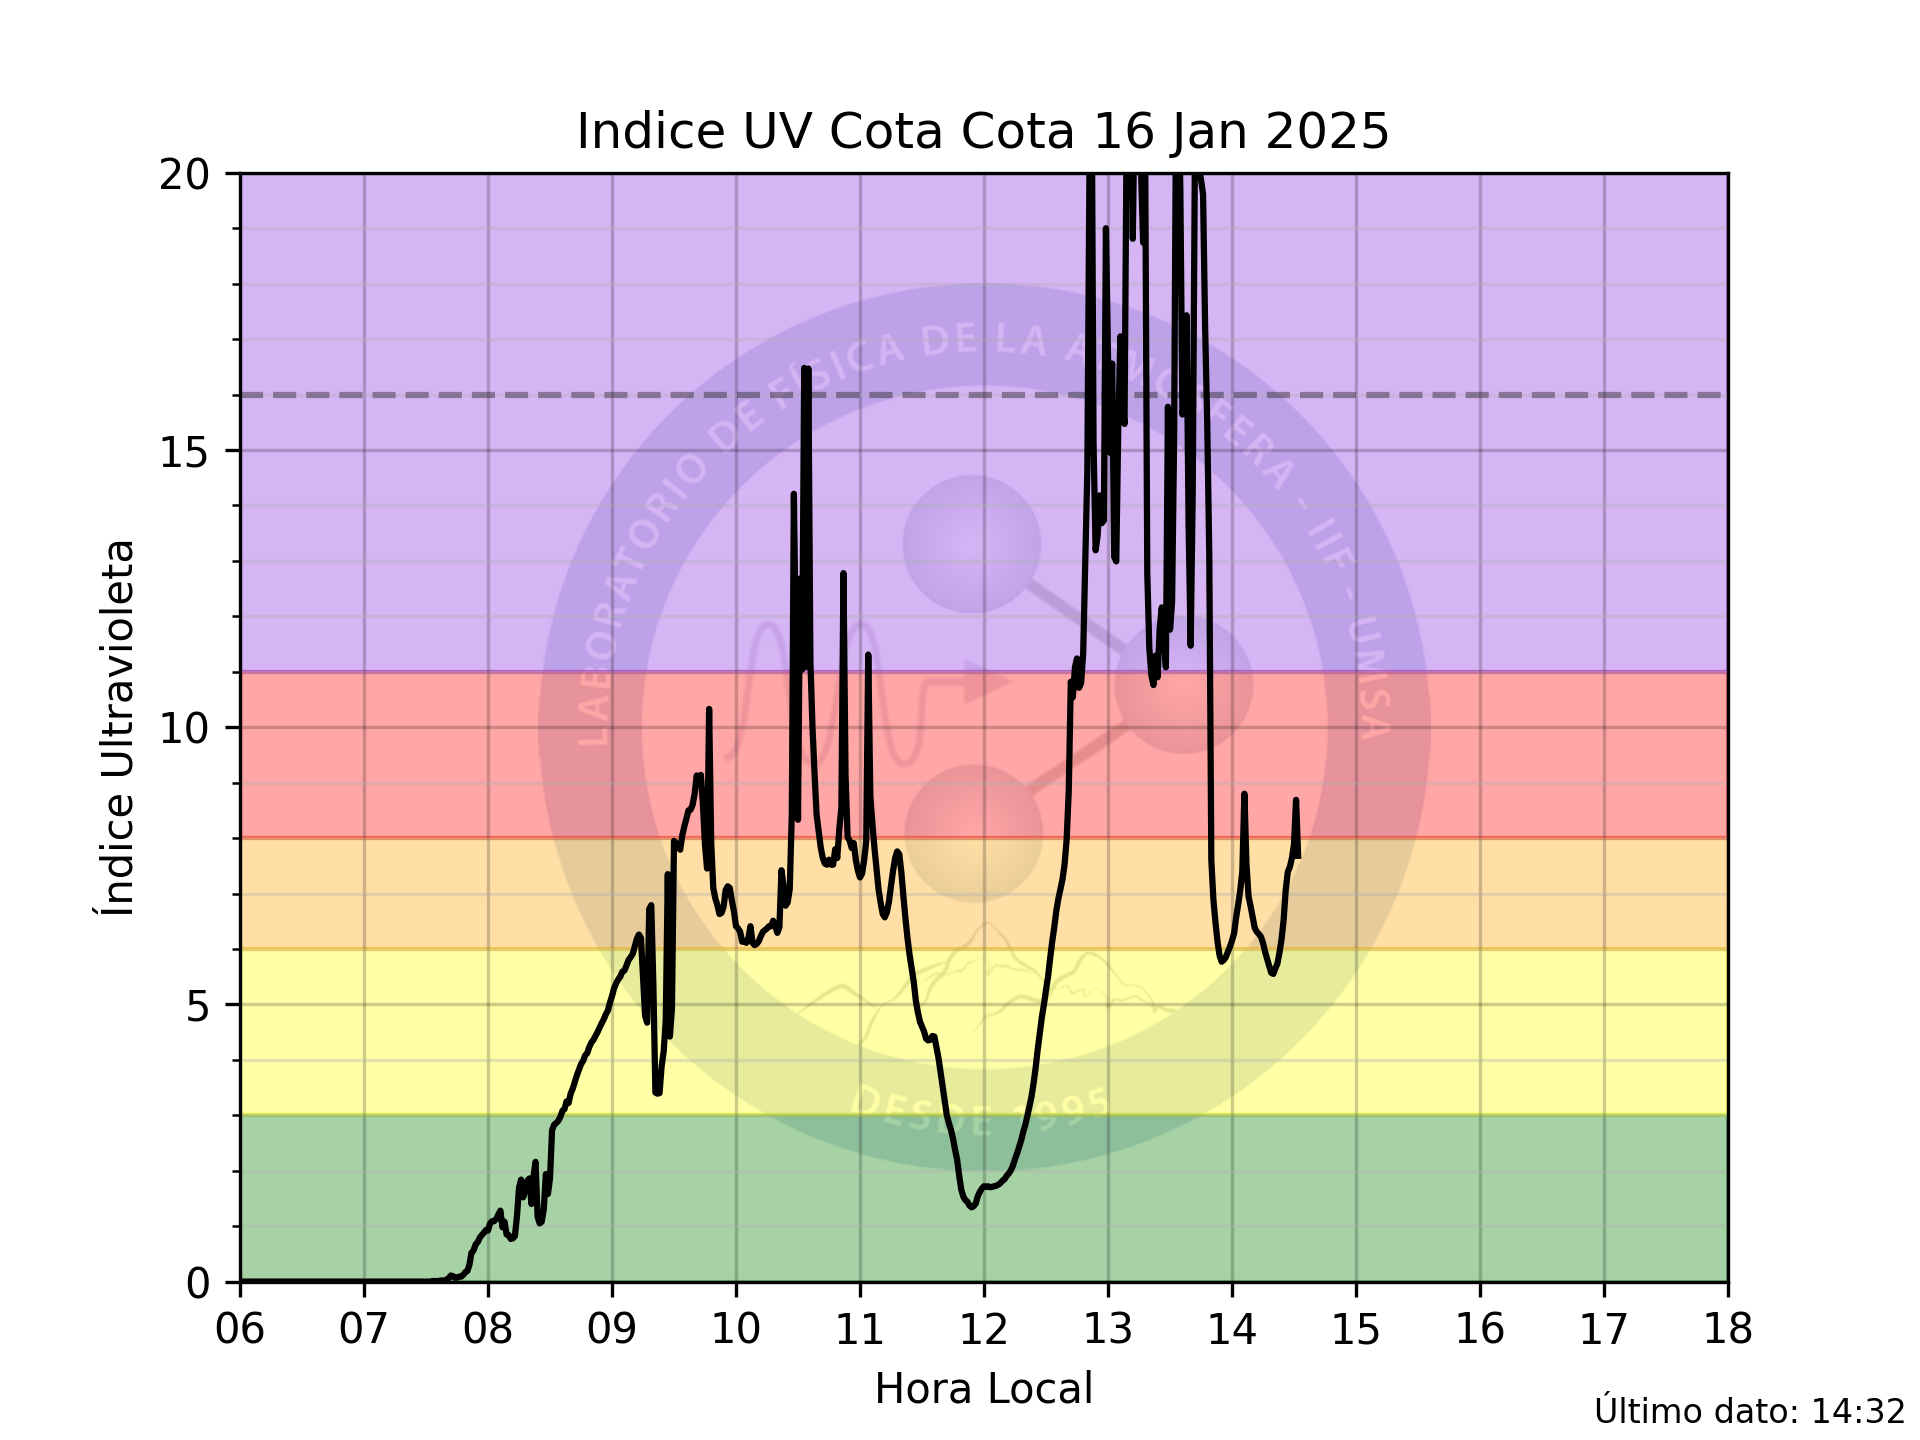 Indice UV Cota Cota 16 Jan 2025
20
15
10
5
0
Índice Ultravioleta
LABORATORIO DE FÍSICA DE LA ATMOSFERA - IIF - UMSA
DESDE 1995
06 07 08 09 10 11 12 13 14 15 16 17 18
Hora Local
Último dato: 14:32